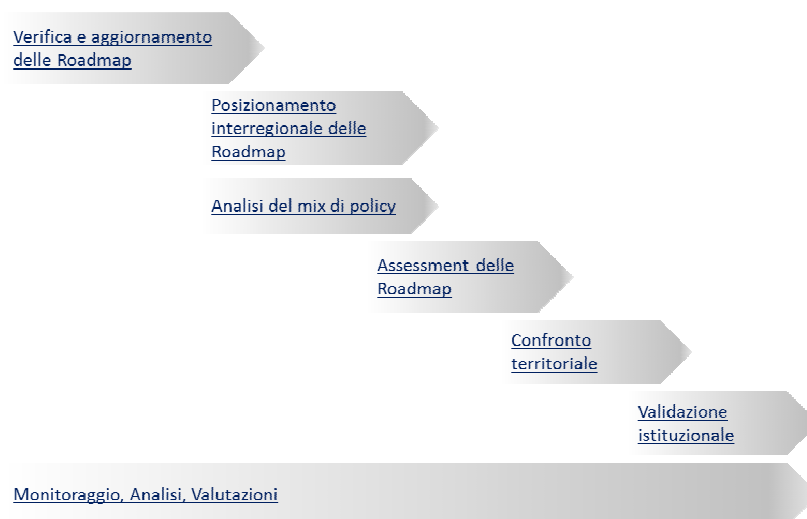 Verifica e aggiornamento
delle Roadmap
Posizionamento
interregionale delle
Roadmap
Analisi del mix di policy
Assessment delle
Roadmap
Confronto
territoriale
Validazione
istituzionale
Monitoraggio, Analisi, Valutazioni